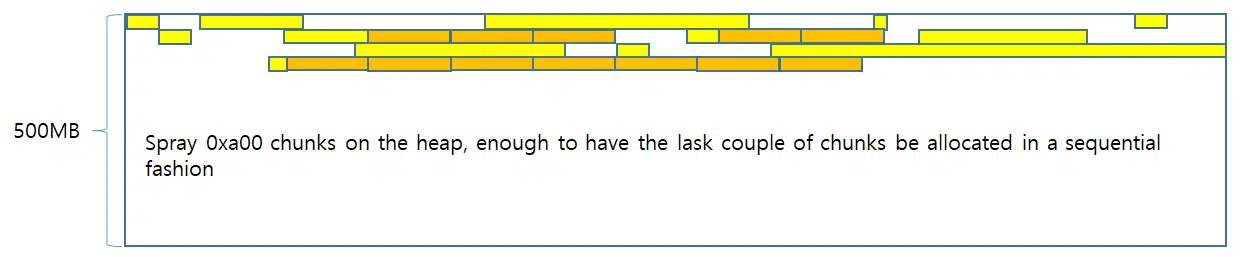 500MB
Spray 0xa00 chunks on the heap, enough to have the lask couple of chunks be allocated in a sequential
fashion